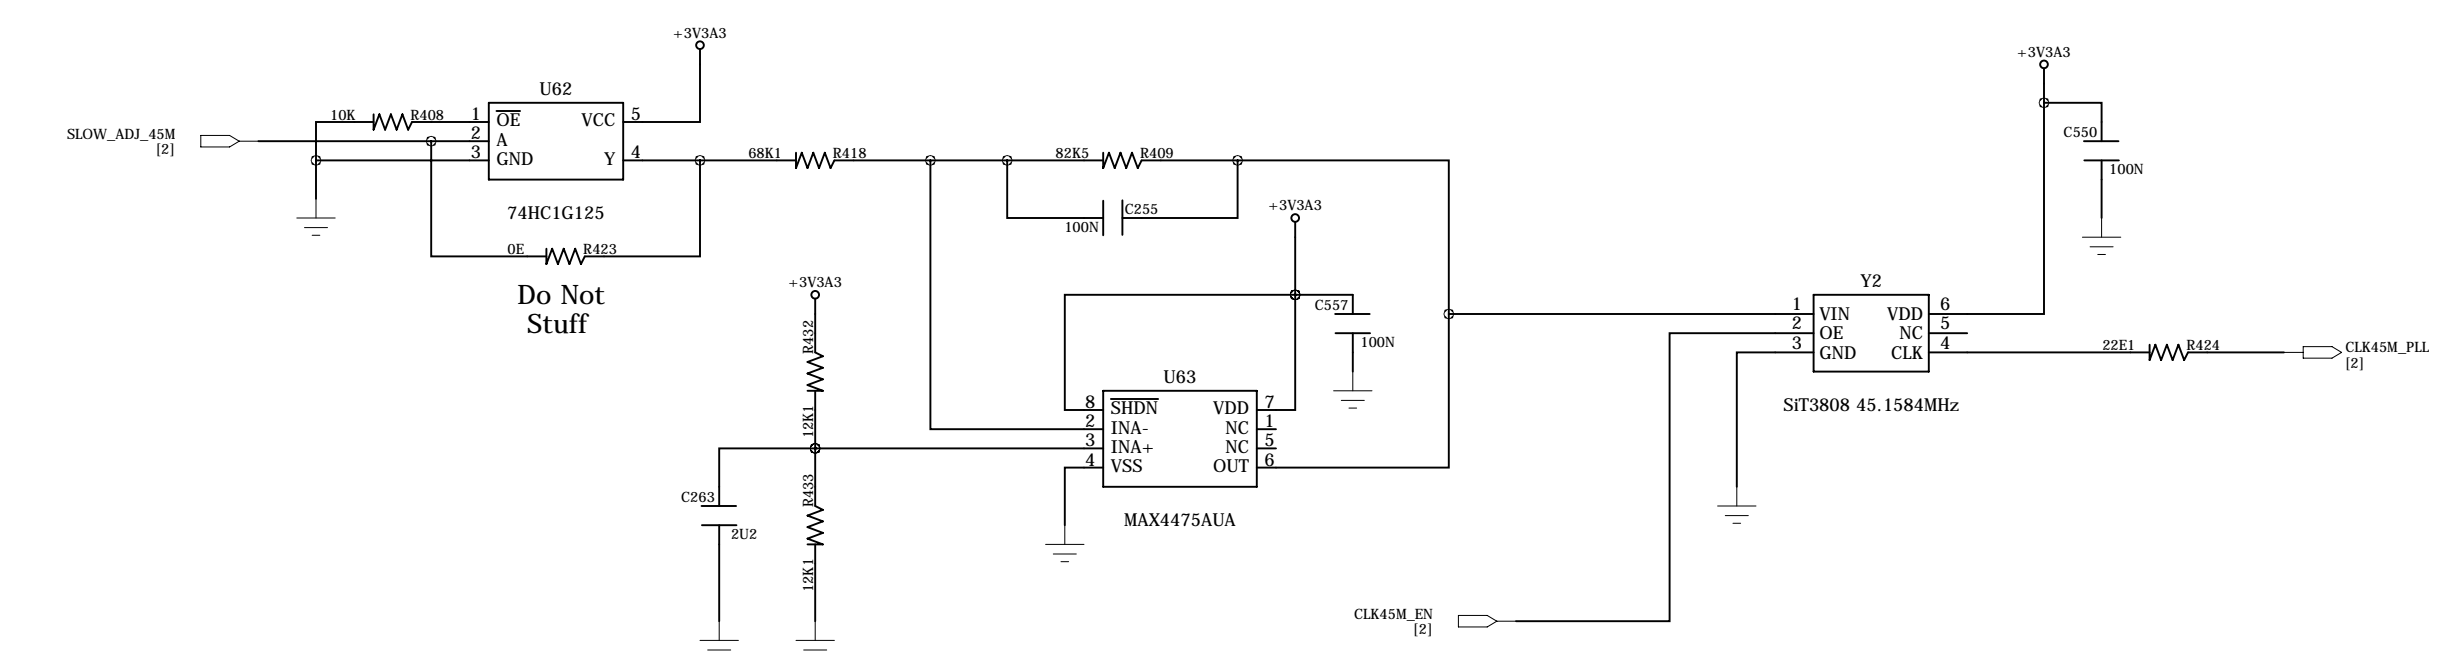 +3V3A3
U62
10K
R408
1
OE
VCC
5
SLOW_ADJ_45M
[2]
2
A
3
GND
Y
4
74HC1G125
0E
R423
Do Not
Stuff
68K1
R418
82K5
R409
C255
100N
+3V3A3
C557
100N
+3V3A3
R432
12K1
R433
12K1
C263
2U2
U63
8
SHDN
VDD
7
2
INA-
NC
1
3
INA+
NC
5
4
VSS
OUT
6
MAX4475AUA
+3V3A3
C550
100N
Y2
1
VIN
VDD
6
2
OE
NC
5
3
GND
CLK
4
SiT3808 45.1584MHz
22E1
R424
CLK45M_PLL
[2]
CLK45M_EN
[2]